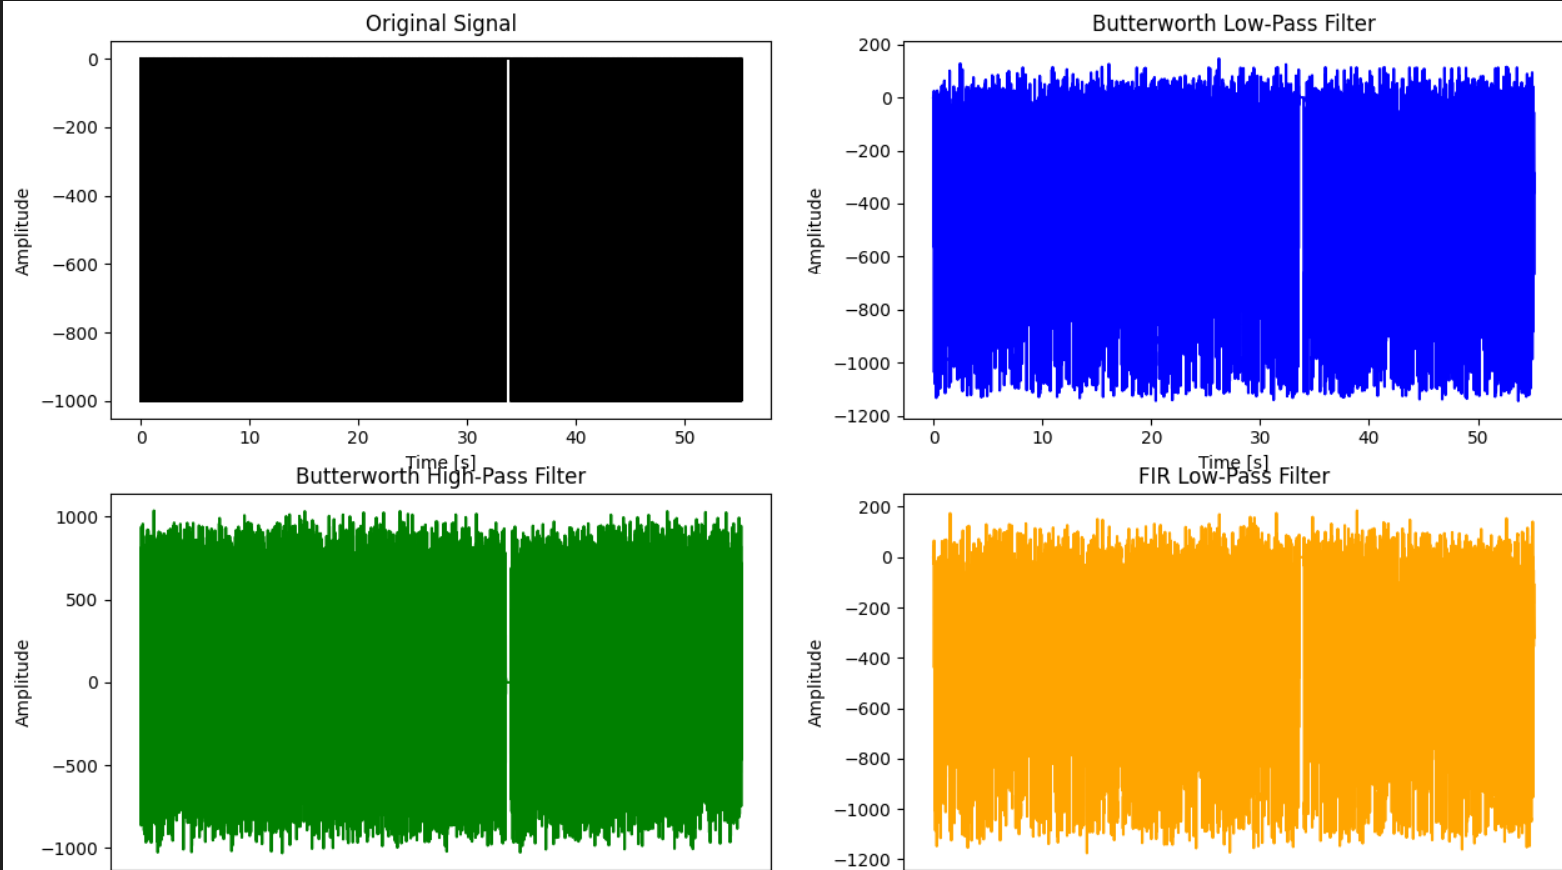 Original Signal
0
−200
−400
−600
−800
−1000
Amplitude
0 10 20 30 40 50
Time [s]
Butterworth Low-Pass Filter
200
0
−200
−400
−600
−800
−1000
−1200
Amplitude
0 10 20 30 40 50
Time [s]
Butterworth High-Pass Filter
1000
500
0
−500
−1000
Amplitude
FIR Low-Pass Filter
200
0
−200
−400
−600
−800
−1000
−1200
Amplitude